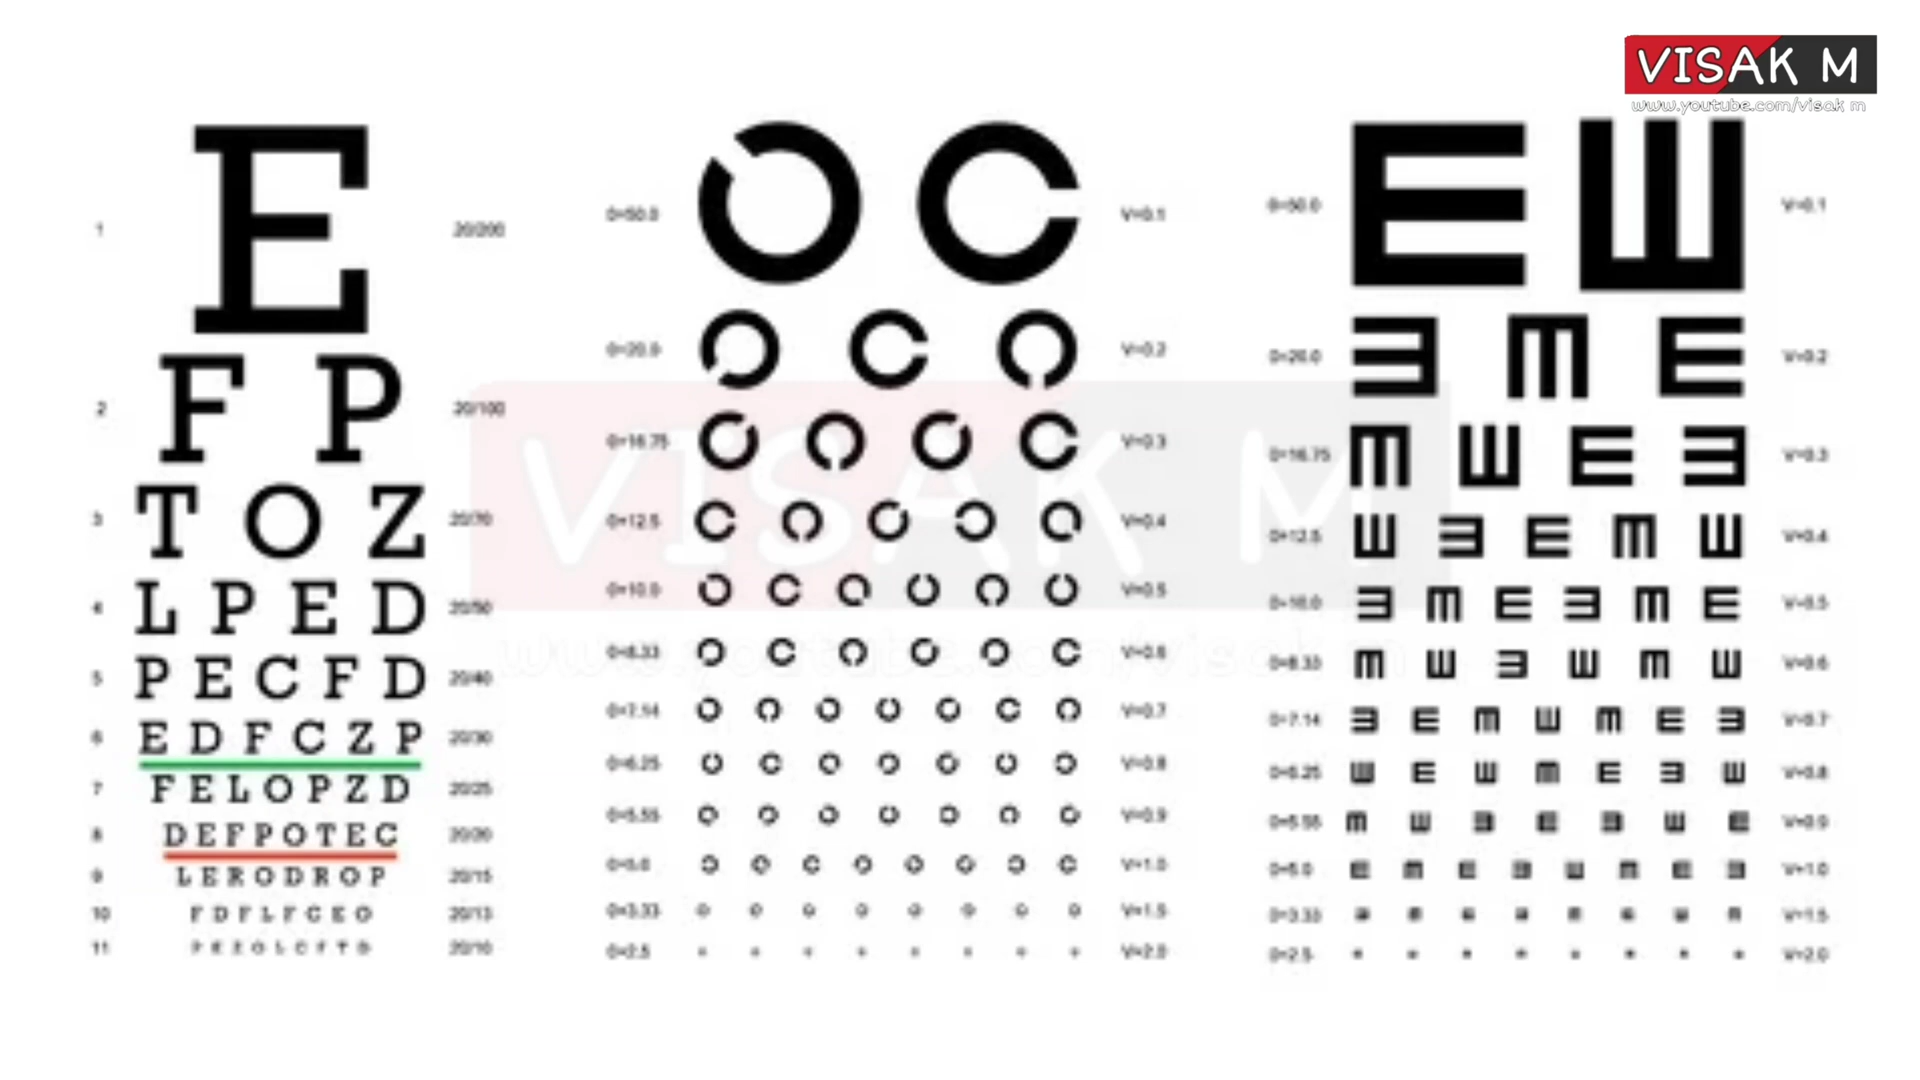 VISAK M
www.youtube.com/visak m
1 E 20/200
2 F P 20/100
3 T O Z 20/70
4 L P E D 20/50
5 P E C F D 20/40
6 E D F C Z P 20/30
7 F E L O P Z D 20/25
8 D E F P O T E C 20/20
9 L E R O D R O P 20/15
10 F D F L F C E O 20/13
11 20/10
D=50.0 V=0.1
D=20.0 V=0.2
D=16.75 V=0.3
D=12.5 V=0.4
D=10.0 V=0.5
D=8.33 V=0.6
D=7.14 V=0.7
D=6.25 V=0.8
D=5.55 V=0.9
D=5.0 V=1.0
D=3.33 V=1.5
D=2.5 V=2.0
D=50.0 V=0.1
D=20.0 V=0.2
D=16.75 V=0.3
D=12.5 V=0.4
D=10.0 V=0.5
D=8.33 V=0.6
D=7.14 V=0.7
D=6.25 V=0.8
D=5.55 V=0.9
D=5.0 V=1.0
D=3.33 V=1.5
D=2.5 V=2.0
VISAK M
www.youtube.com/visak m